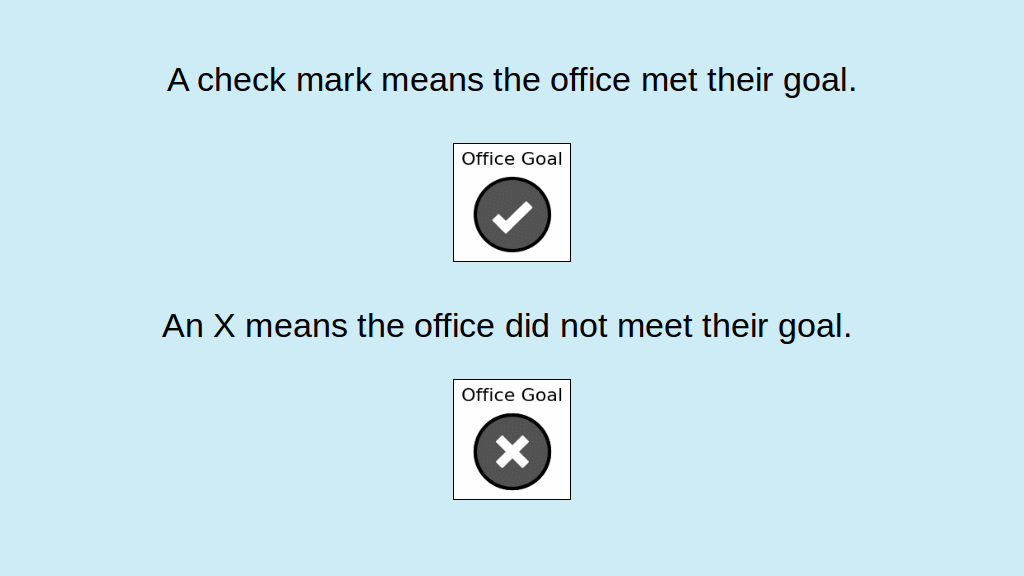 A check mark means the office met their goal.
Office Goal
An X means the office did not meet their goal.
Office Goal